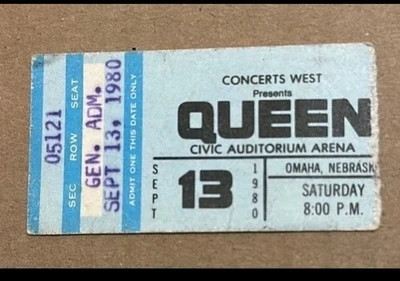 05121
SEC ROW SEAT
GEN. ADM.
SEPT 13, 1980
ADMIT ONE THIS DATE ONLY
CONCERTS WEST
Presents
QUEEN
CIVIC AUDITORIUM ARENA
SEPT
13
1980
OMAHA, NEBRASK
SATURDAY
8:00 P.M.